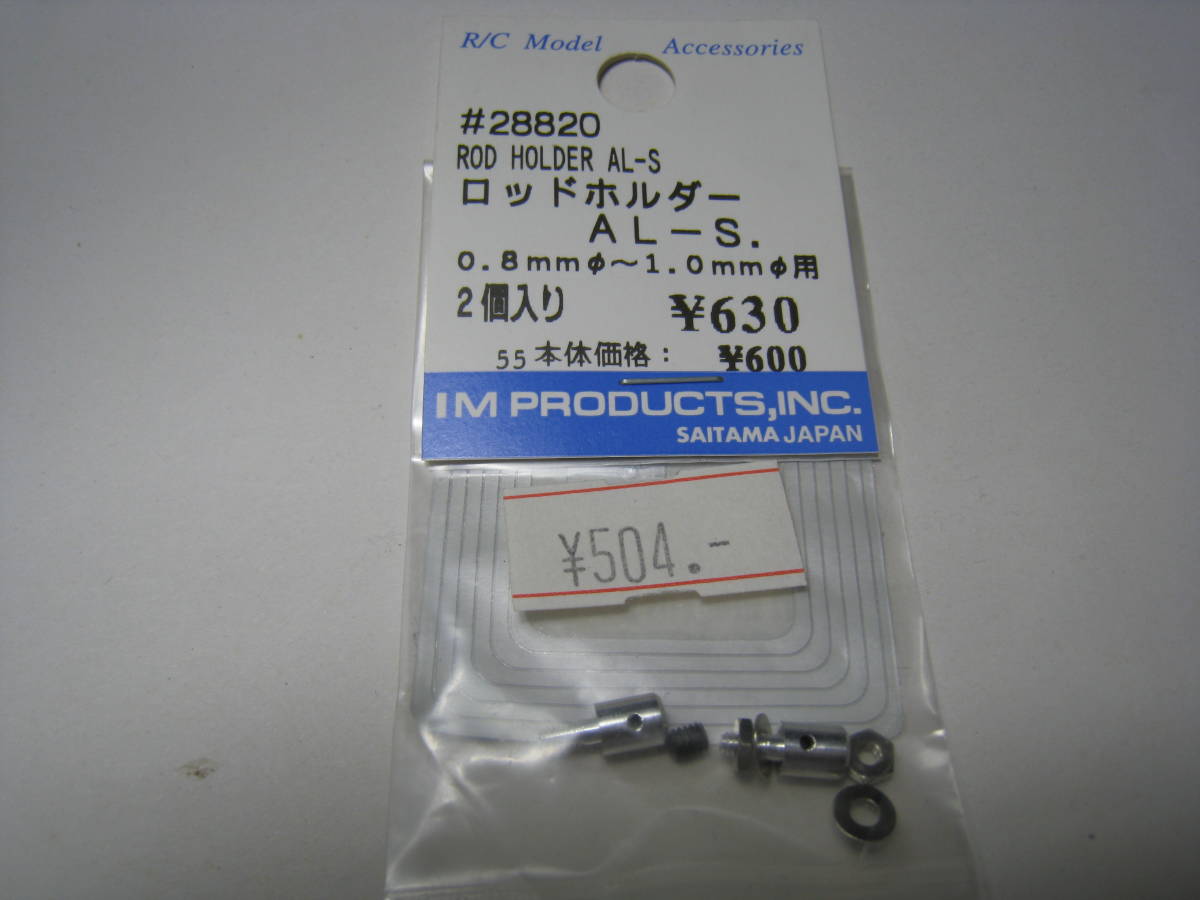 R/C Model Accessories
#28820
ROD HOLDER AL-S
ロッドホルダー
AL-S.
0.8mmφ~1.0mmφ用
2個入り ¥630
55本体価格: ¥600
IM PRODUCTS,INC.
SAITAMA JAPAN
¥504.-